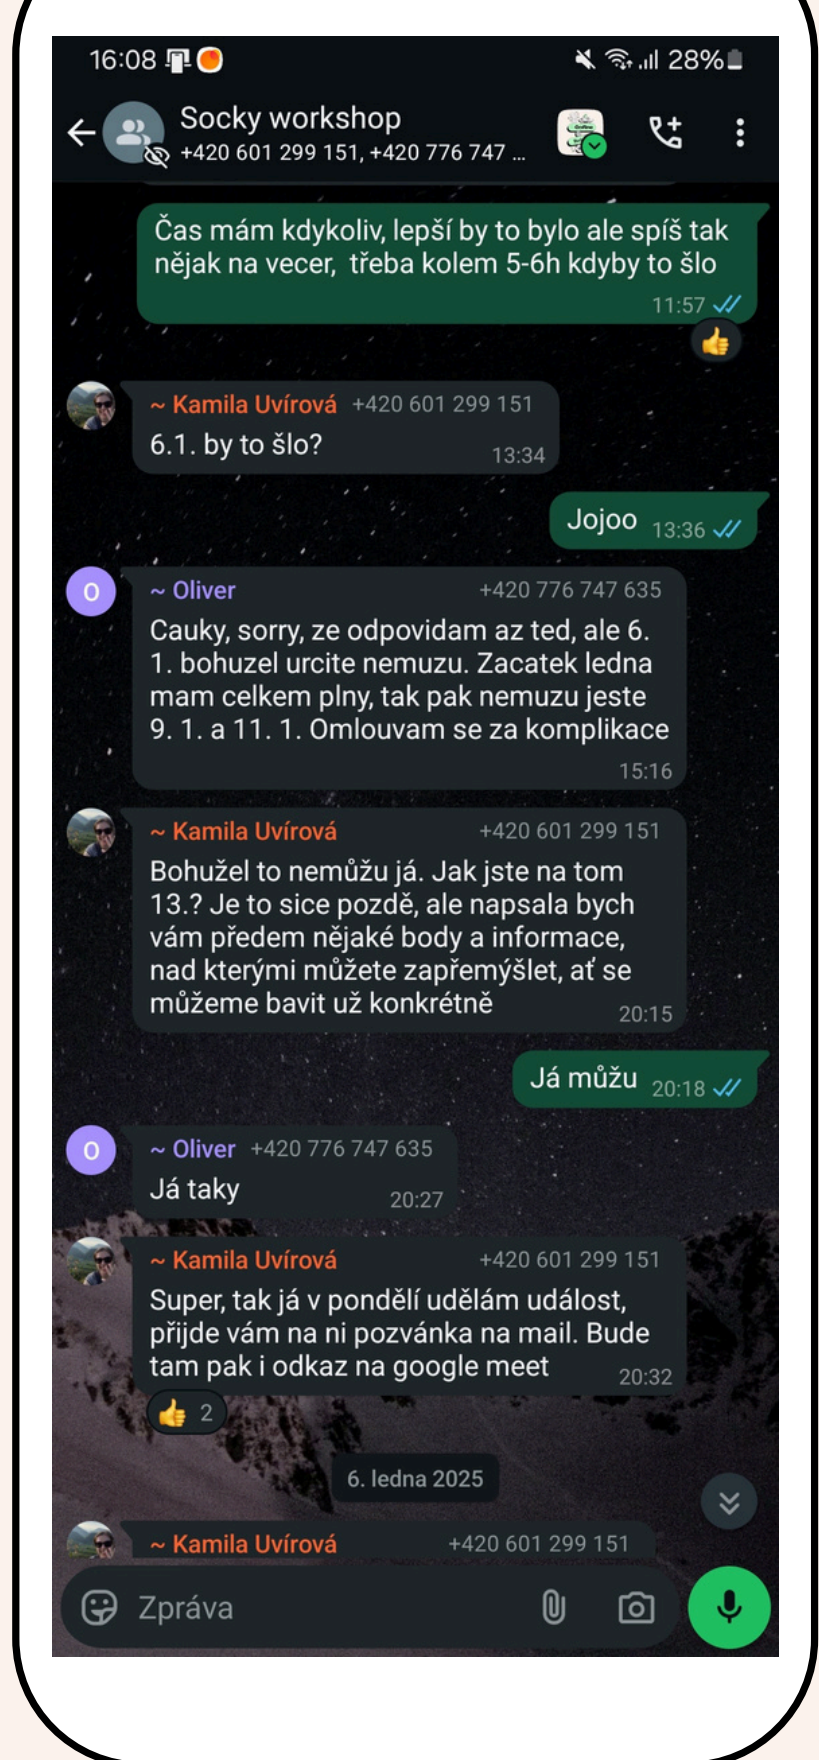 16:08
28%
Socky workshop
+420 601 299 151, +420 776 747 ...
Čas mám kdykoliv, lepší by to bylo ale spíš tak
nějak na vecer,  třeba kolem 5-6h kdyby to šlo
11:57
~ Kamila Uvírová +420 601 299 151
6.1. by to šlo?
13:34
Jojoo 13:36
O
~ Oliver +420 776 747 635
Cauky, sorry, ze odpovidam az ted, ale 6.
1. bohuzel urcite nemuzu. Zacatek ledna
mam celkem plny, tak pak nemuzu jeste
9. 1. a 11. 1. Omlouvam se za komplikace
15:16
~ Kamila Uvírová +420 601 299 151
Bohužel to nemůžu já. Jak jste na tom
13.? Je to sice pozdě, ale napsala bych
vám předem nějaké body a informace,
nad kterými můžete zapřemýšlet, ať se
můžeme bavit už konkrétně
20:15
Já můžu 20:18
O
~ Oliver +420 776 747 635
Já taky
20:27
~ Kamila Uvírová +420 601 299 151
Super, tak já v pondělí udělám událost,
přijde vám na ni pozvánka na mail. Bude
tam pak i odkaz na google meet
20:32
2
6. ledna 2025
~ Kamila Uvírová +420 601 299 151
Zpráva